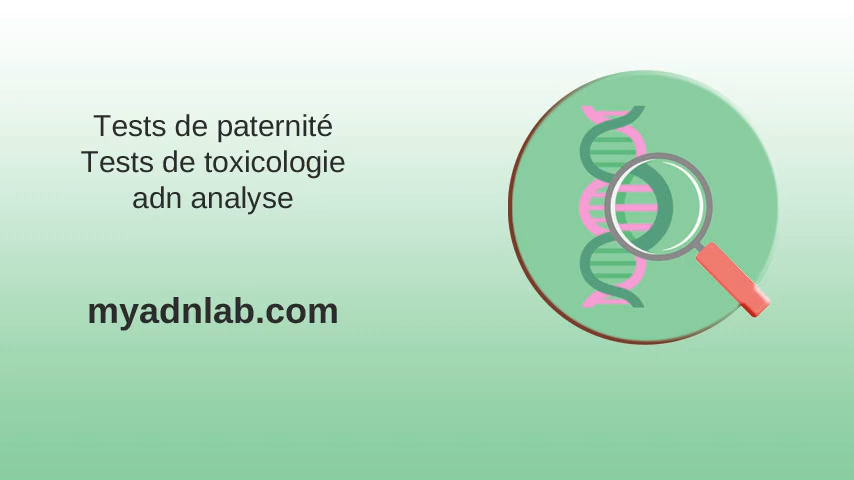 Tests de paternité
Tests de toxicologie
adn analyse
myadnlab.com